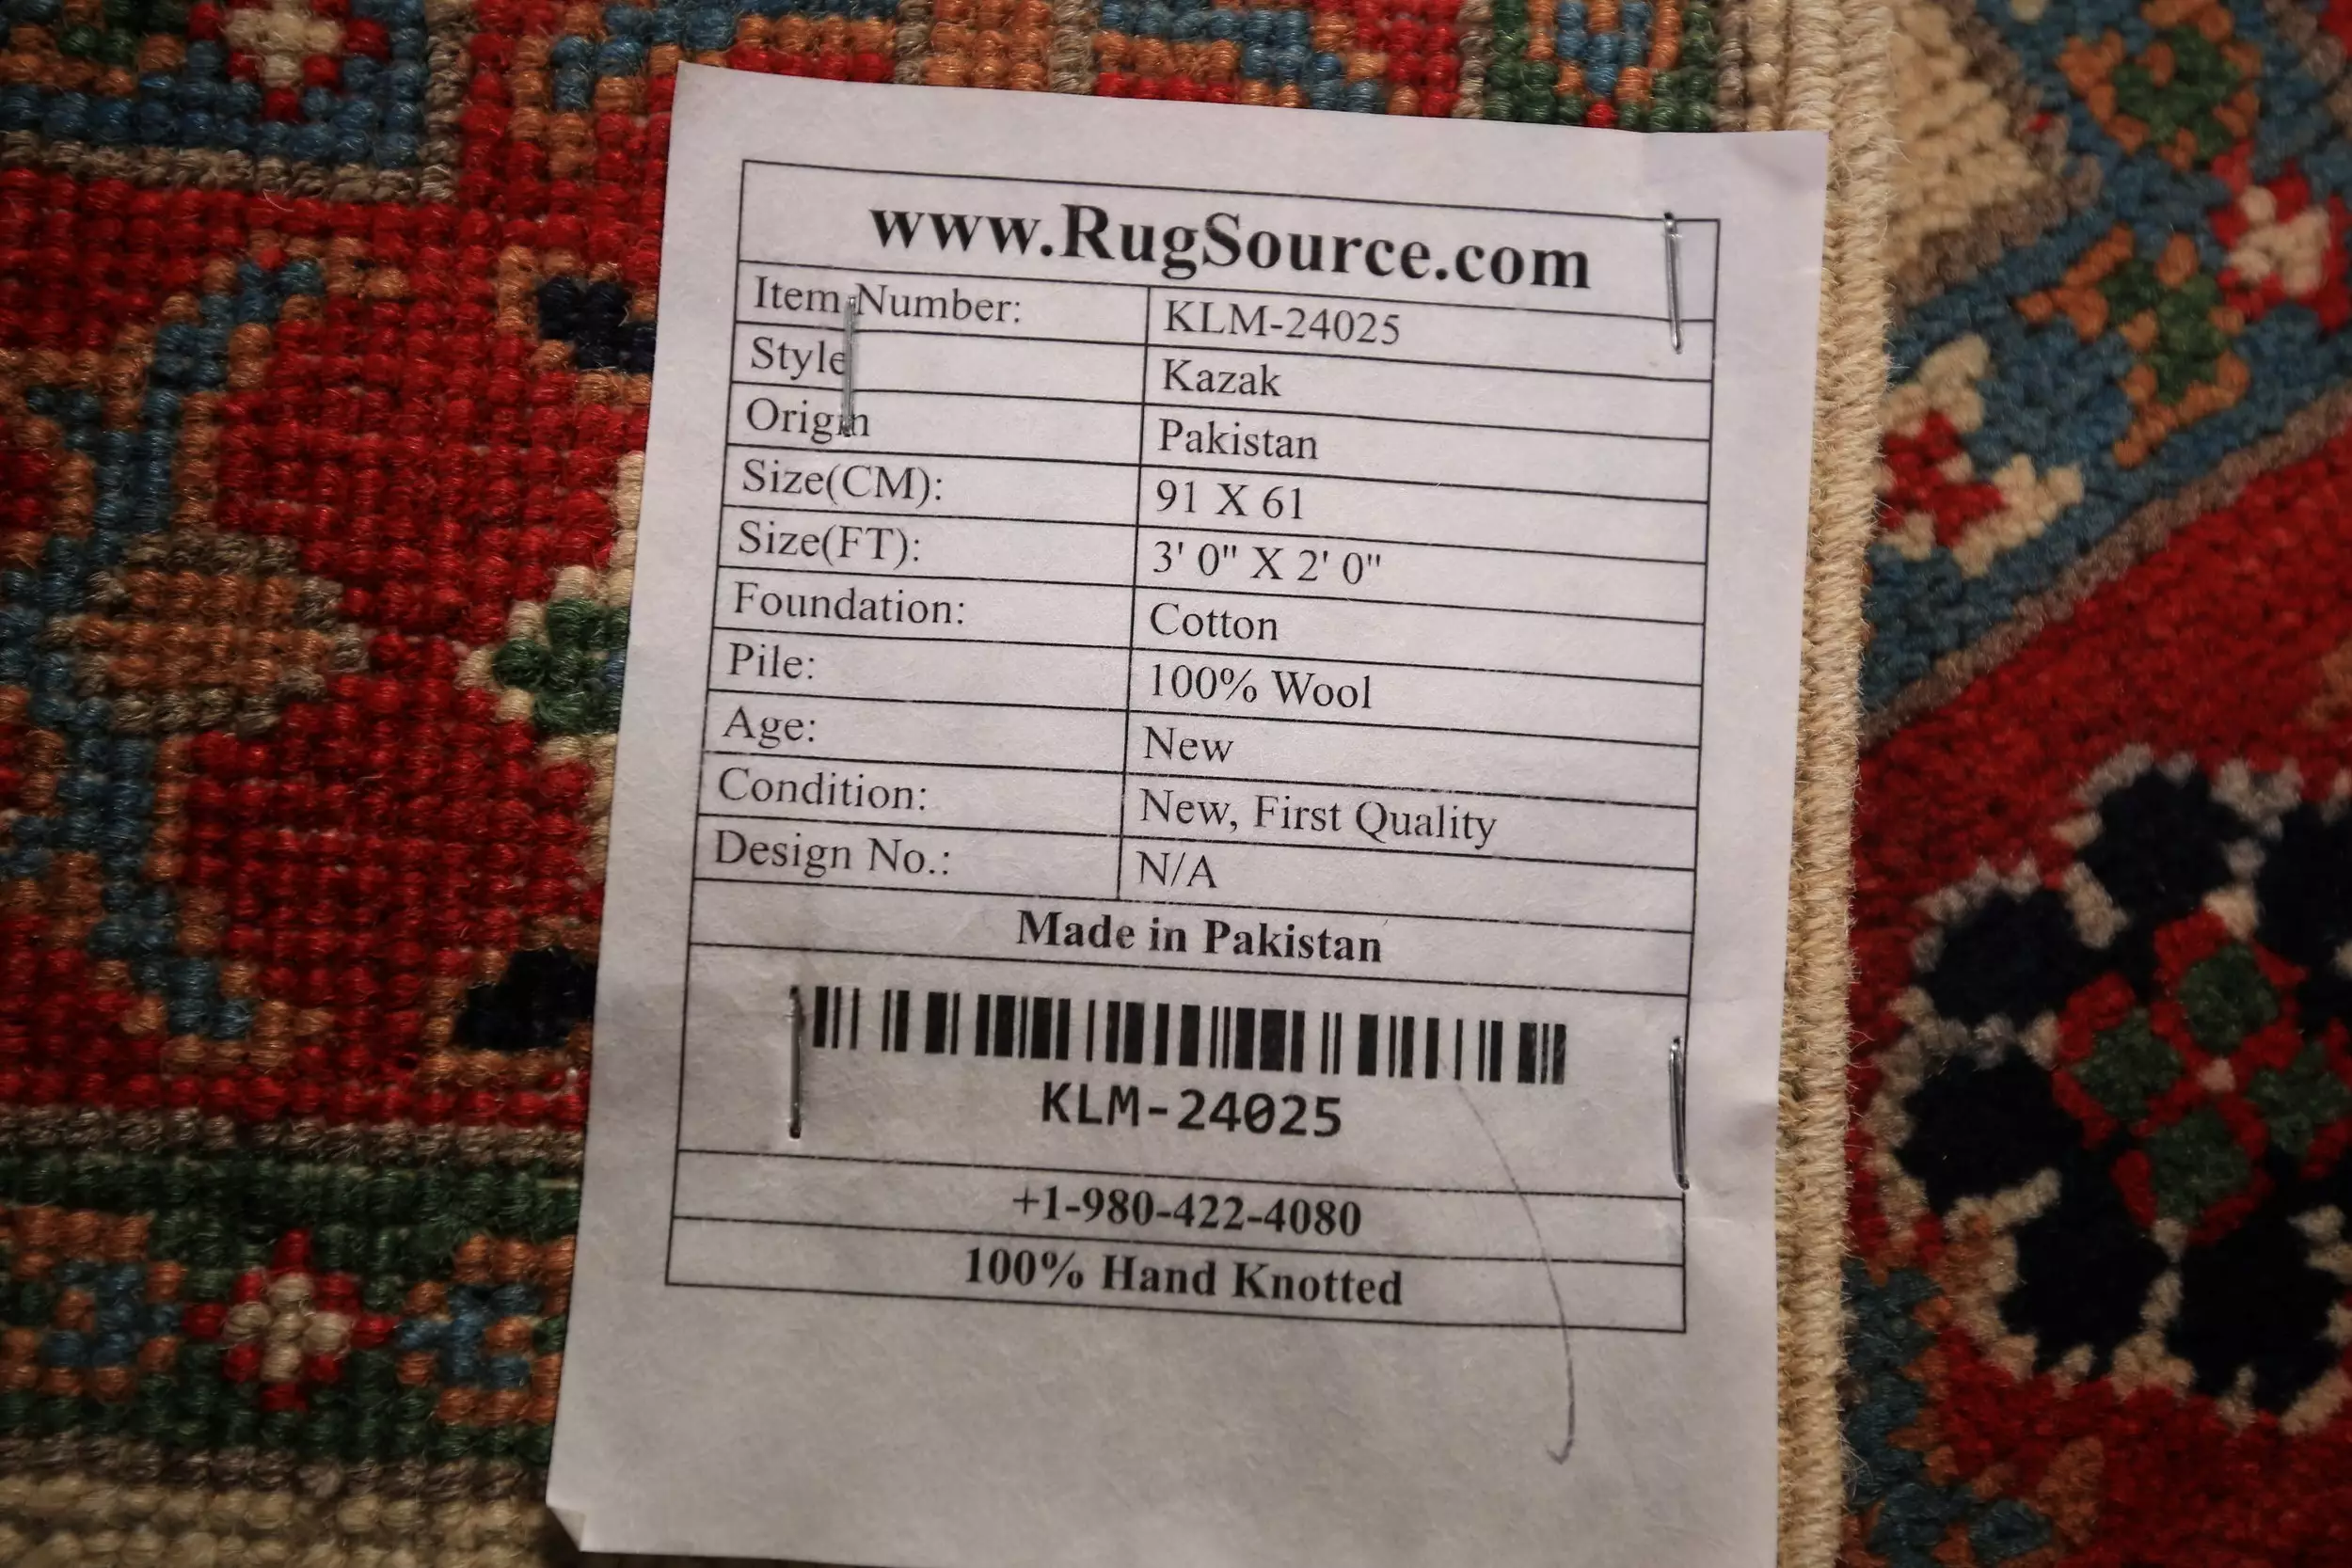 www.RugSource.com
Item Number: KLM-24025
Style Kazak
Origin Pakistan
Size(CM): 91 X 61
Size(FT): 3' 0" X 2' 0"
Foundation: Cotton
Pile: 100% Wool
Age: New
Condition: New, First Quality
Design No.: N/A
Made in Pakistan
KLM-24025
+1-980-422-4080
100% Hand Knotted